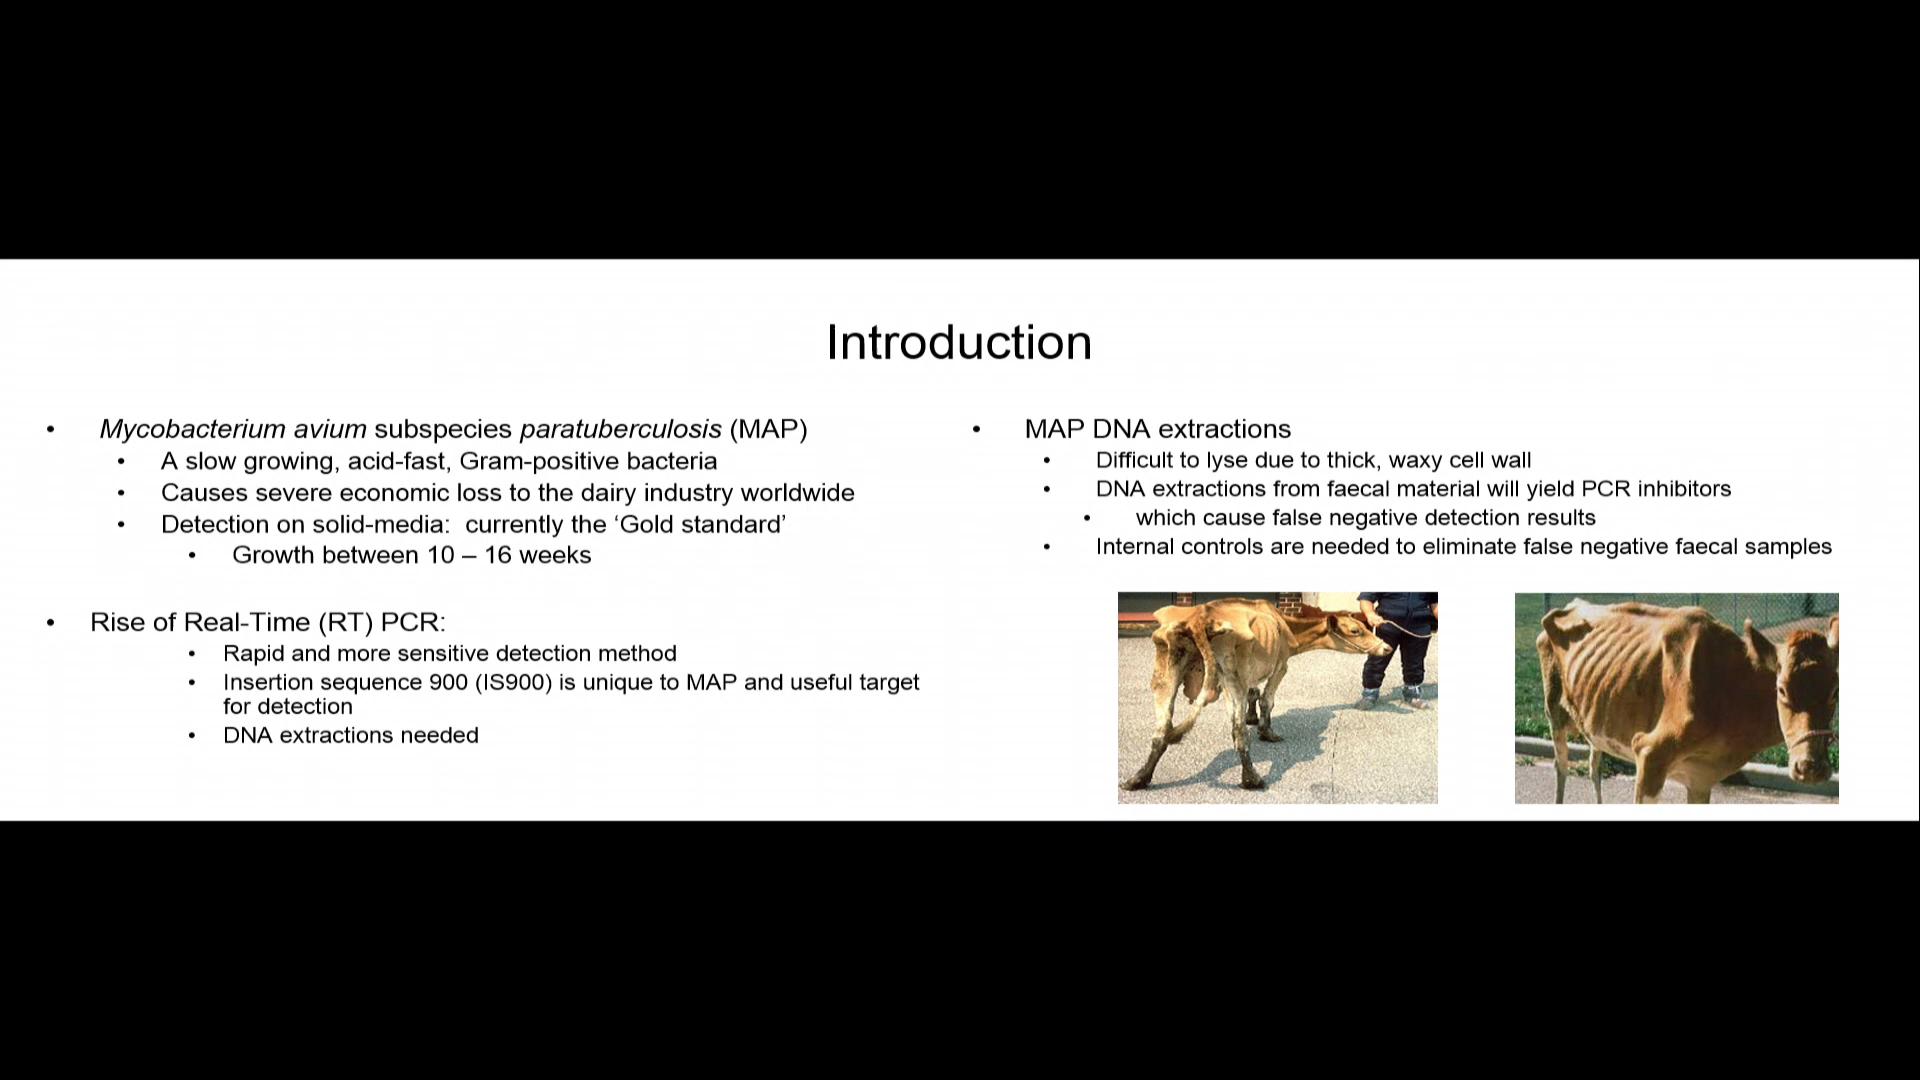 Introduction
• Mycobacterium avium subspecies paratuberculosis (MAP)
• A slow growing, acid-fast, Gram-positive bacteria
• Causes severe economic loss to the dairy industry worldwide
• Detection on solid-media:  currently the ‘Gold standard’
• Growth between 10 – 16 weeks
• Rise of Real-Time (RT) PCR:
• Rapid and more sensitive detection method
• Insertion sequence 900 (IS900) is unique to MAP and useful target
for detection
• DNA extractions needed
• MAP DNA extractions
• Difficult to lyse due to thick, waxy cell wall
• DNA extractions from faecal material will yield PCR inhibitors
• which cause false negative detection results
• Internal controls are needed to eliminate false negative faecal samples